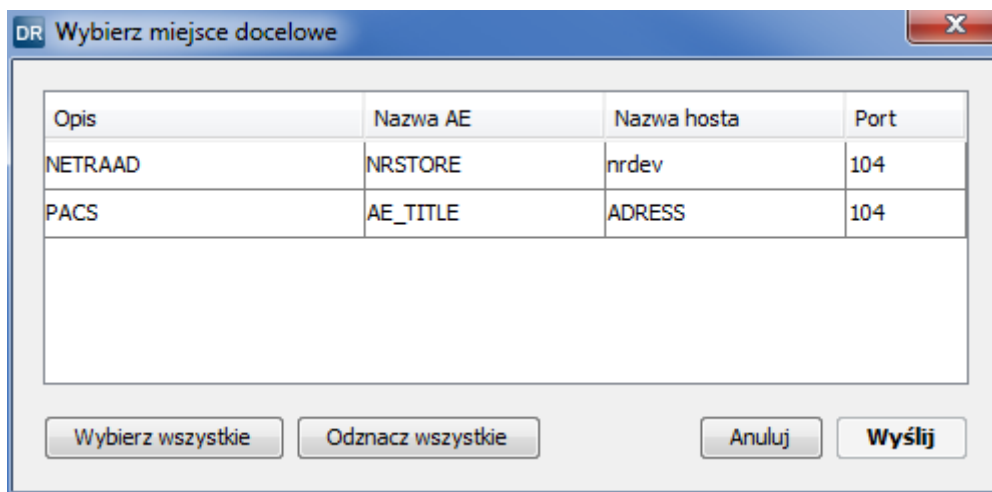 DR Wybierz miejsce docelowe
Opis Nazwa AE Nazwa hosta Port
NETRAAD NRSTORE nrdev 104
PACS AE_TITLE ADRESS 104
Wybierz wszystkie Odznacz wszystkie Anuluj Wyślij